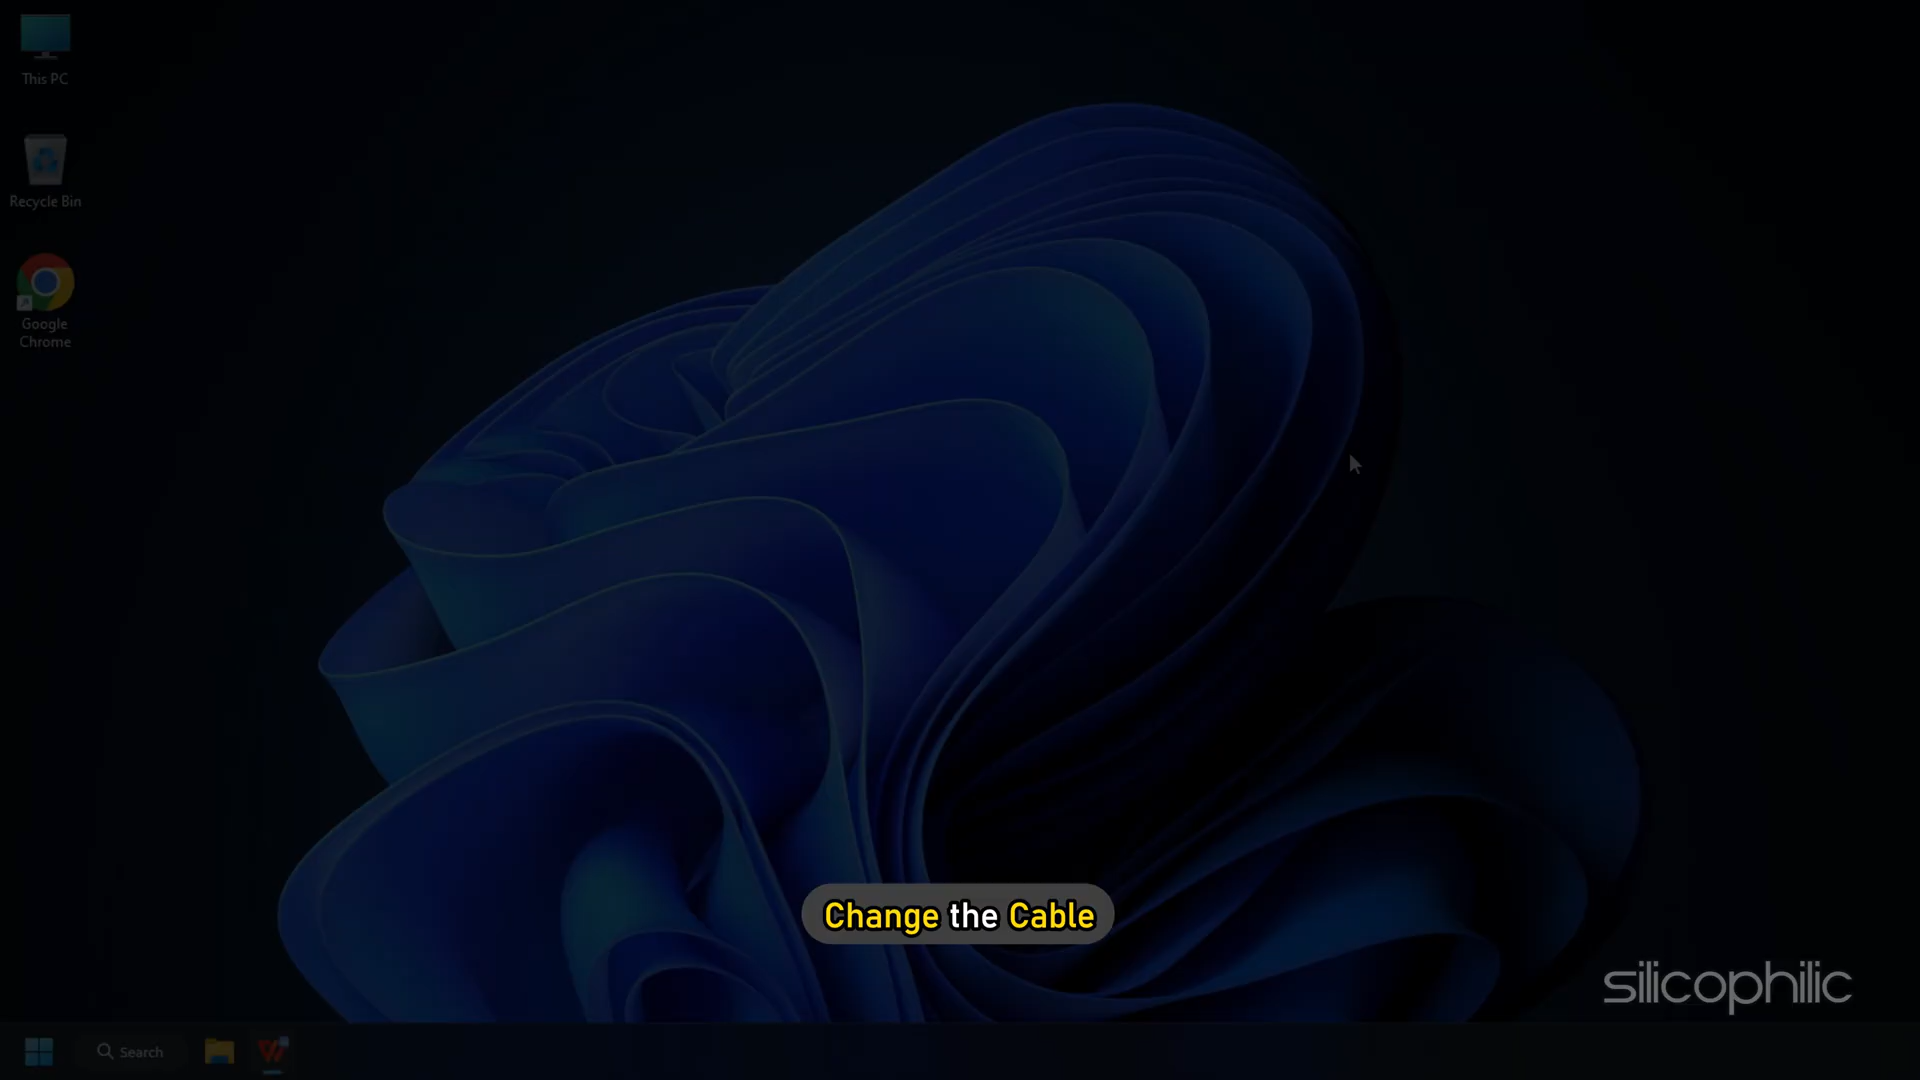 This PC
Recycle Bin
Google
Chrome
Change the Cable
silicophilic
Search